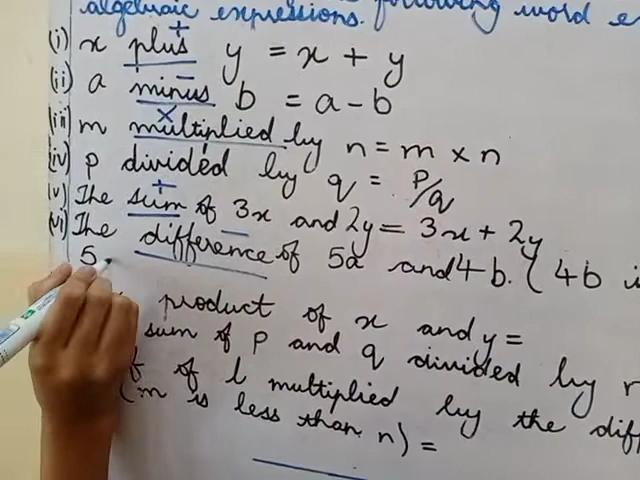 algebraic expressions. following word
(i) x plus y = x + y
+
(ii) a minus b = a - b
−
(iii) m multiplied by n = m × n
×
(iv) p divided by q = p/q
(v) The sum of 3x and 2y = 3x + 2y
+
(vi) The difference of 5a and 4b. ( 4b
−
5
product of x and y =
sum of p and q divided by
of l multiplied by the
(m is less than n) =